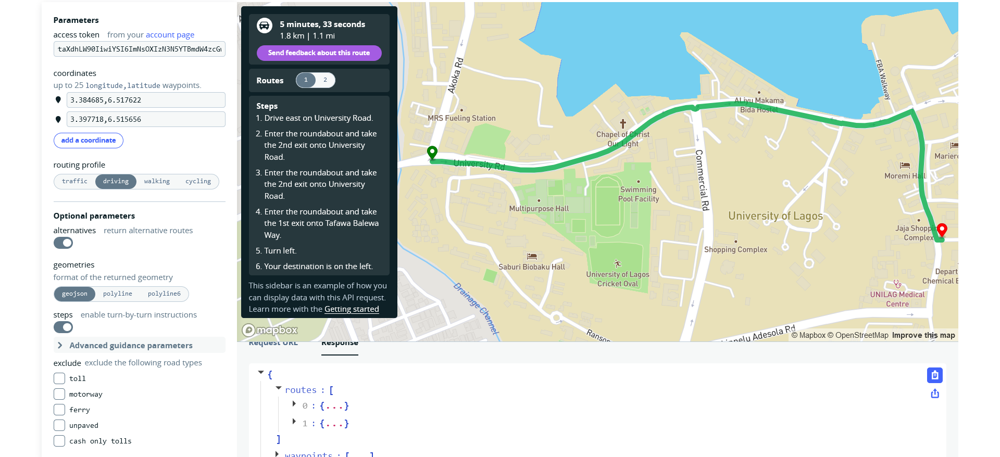 Parameters
access token from your account page
taXdhLW90IiwiYSI6ImNsOXIzN3N5YTBmdW4zcGw
coordinates
up to 25 longitude,latitude waypoints.
3.384685,6.517622
3.397718,6.515656
add a coordinate
routing profile
traffic driving walking cycling
Optional parameters
alternatives return alternative routes
geometries
format of the returned geometry
geojson polyline polyline6
steps enable turn-by-turn instructions
Advanced guidance parameters
exclude exclude the following road types
toll
motorway
ferry
unpaved
cash only tolls
5 minutes, 33 seconds
1.8 km | 1.1 mi
Send feedback about this route
Routes 1 2
Steps
1. Drive east on University Road.
2. Enter the roundabout and take
the 2nd exit onto University
Road.
3. Enter the roundabout and take
the 2nd exit onto University
Road.
4. Enter the roundabout and take
the 1st exit onto Tafawa Balewa
Way.
5. Turn left.
6. Your destination is on the left.
This sidebar is an example of how you
can display data with this API request.
Learn more with the Getting started
mapbox
Akoka Rd
MRS Fueling Station
University Rd
Chapel of Christ
Our Light
ALiyu Makama
Bida Hostel
FBA Walkway
Commercial Rd
Swimming
Pool Facility
Multipurpose Hall
University of Lagos
Mariere
Moremi Hall
Jaja Shopping
Complex
Shopping Complex
Saburi Biobaku Hall
University of Lagos
Cricket Oval
Depart
Chemical E
UNILAG Medical
Centre
Drainage Channel
Ransom
innelu Adesola Rd
© Mapbox © OpenStreetMap Improve this map
Request URL Response
{
routes : [
0 : {...}
1 : {...}
]
waypoints : [...]